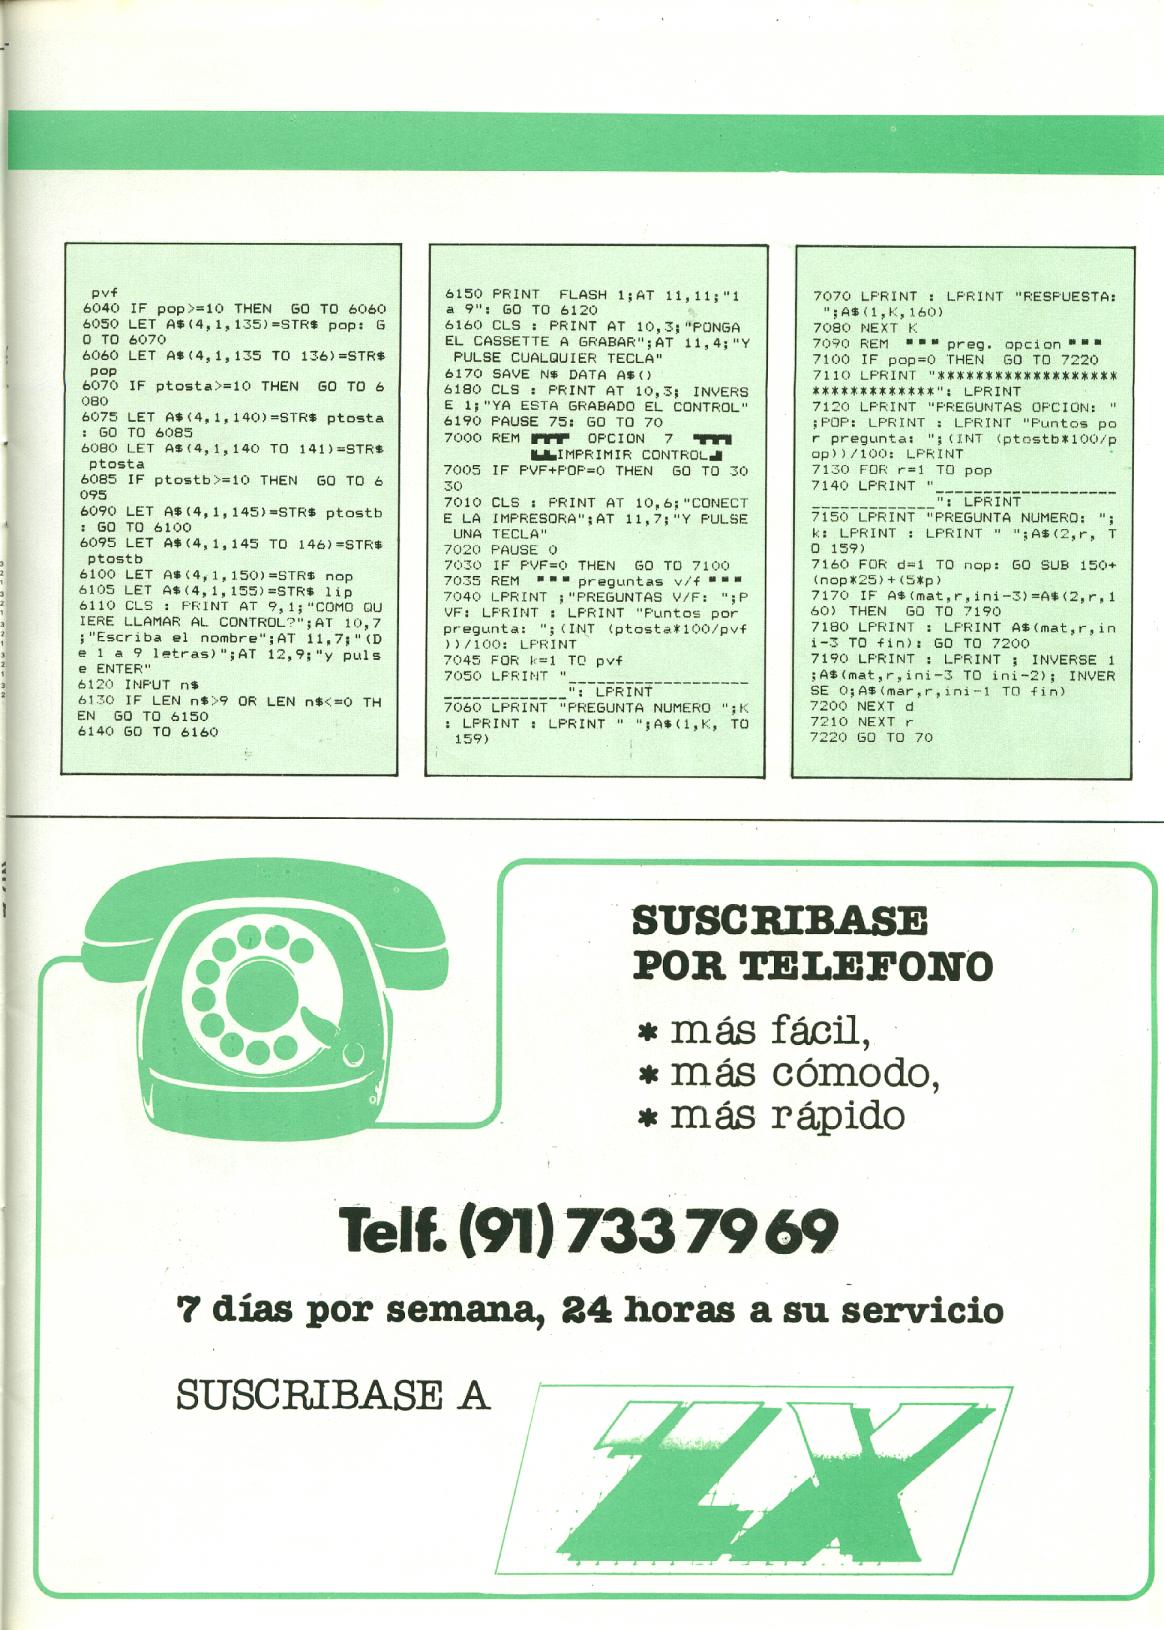 pvf
6040 IF pop>=10 THEN  GO TO 6060
6050 LET A$(4,1,135)=STR$ pop: G
O TO 6070
6060 LET A$(4,1,135 TO 136)=STR$
pop
6070 IF ptosta>=10 THEN  GO TO 6
080
6075 LET A$(4,1,140)=STR$ ptosta
: GO TO 6085
6080 LET A$(4,1,140 TO 141)=STR$
ptosta
6085 IF ptostb>=10 THEN  GO TO 6
095
6090 LET A$(4,1,145)=STR$ ptostb
: GO TO 6100
6095 LET A$(4,1,145 TO 146)=STR$
ptostb
6100 LET A$(4,1,150)=STR$ nop
6105 LET A$(4,1,155)=STR$ lip
6110 CLS : PRINT AT 9,1;"COMO QU
IERE LLAMAR AL CONTROL?";AT 10,7
;"Escriba el nombre";AT 11,7;"(D
e 1 a 9 letras)";AT 12,9;"y puls
e ENTER"
6120 INPUT n$
6130 IF LEN n$>9 OR LEN n$<=0 TH
EN  GO TO 6150
6140 GO TO 6160
6150 PRINT  FLASH 1;AT 11,11;"1
a 9": GO TO 6120
6160 CLS : PRINT AT 10,3;"PONGA
EL CASSETTE A GRABAR";AT 11,4;"Y
PULSE CUALQUIER TECLA"
6170 SAVE N$ DATA A$()
6180 CLS : PRINT AT 10,3; INVERS
E 1;"YA ESTA GRABADO EL CONTROL"
6190 PAUSE 75: GO TO 70
7000 REM ▛▛▛ OPCION 7 ▜▜▜
▙▙IMPRIMIR CONTROL▟
7005 IF PVF+POP=0 THEN  GO TO 30
30
7010 CLS : PRINT AT 10,6;"CONECT
E LA IMPRESORA";AT 11,7;"Y PULSE
UNA TECLA"
7020 PAUSE 0
7030 IF PVF=0 THEN  GO TO 7100
7035 REM ▀▀▀ preguntas v/f ▀▀▀
7040 LPRINT ;"PREGUNTAS V/F: ";P
VF: LPRINT : LPRINT "Puntos por
pregunta: ";(INT (ptosta*100/pvf
))/100: LPRINT
7045 FOR k=1 TO pvf
7050 LPRINT "___________________
_____________": LPRINT
7060 LPRINT "PREGUNTA NUMERO ";K
: LPRINT : LPRINT " ";A$(1,K, TO
159)
7070 LPRINT : LPRINT "RESPUESTA:
";A$(1,K,160)
7080 NEXT K
7090 REM  ▀▀▀ preg. opcion ▀▀▀
7100 IF pop=0 THEN  GO TO 7220
7110 LPRINT "*******************
*************": LPRINT
7120 LPRINT "PREGUNTAS OPCION: "
;POP: LPRINT : LPRINT "Puntos po
r pregunta: ";(INT (ptostb*100/p
op))/100: LPRINT
7130 FOR r=1 TO pop
7140 LPRINT "___________________
_____________": LPRINT
7150 LPRINT "PREGUNTA NUMERO: ";
k: LPRINT : LPRINT " ";A$(2,r, T
O 159)
7160 FOR d=1 TO nop: GO SUB 150+
(nop*25)+(5*p)
7170 IF A$(mat,r,ini-3)=A$(2,r,1
60) THEN  GO TO 7190
7180 LPRINT : LPRINT A$(mat,r,in
i-3 TO fin): GO TO 7200
7190 LPRINT : LPRINT ; INVERSE 1
;A$(mat,r,ini-3 TO ini-2); INVER
SE 0;A$(mar,r,ini-1 TO fin)
7200 NEXT d
7210 NEXT r
7220 GO TO 70
SUSCRIBASE
POR TELEFONO
* más fácil,
* más cómodo,
* más rápido
Telf. (91) 733 79 69
7 días por semana, 24 horas a su servicio
SUSCRIBASE A
ZX